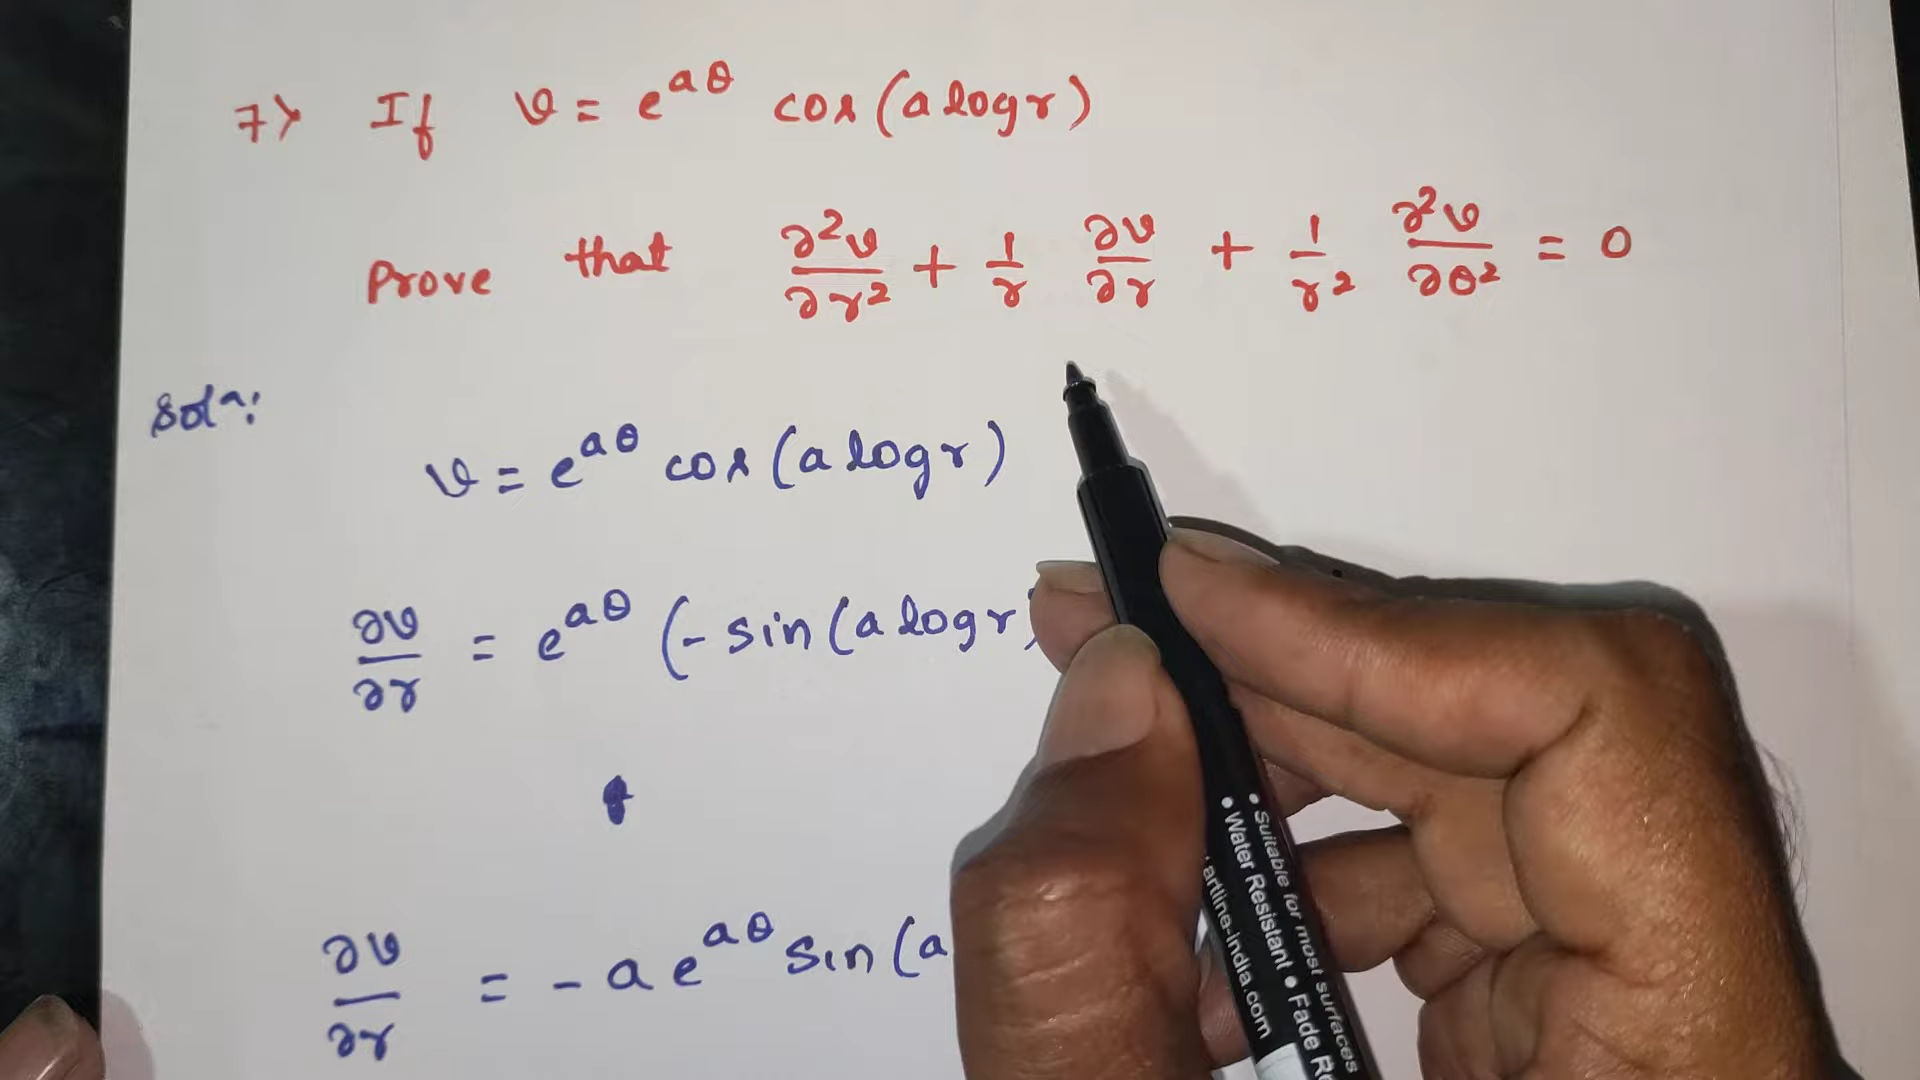 7> If v = e^{aθ} cos(a log r)
Prove that ∂²v/∂r² + 1/r ∂v/∂r + 1/r² ∂²v/∂θ² = 0
Soln:
v = e^{aθ} cos(a log r)
∂v/∂r = e^{aθ} (- sin(a log r)
∂v/∂r = - a e^{aθ} sin(a
• Suitable for most surfaces
• Water Resistant • Fade Re
artline-india.com